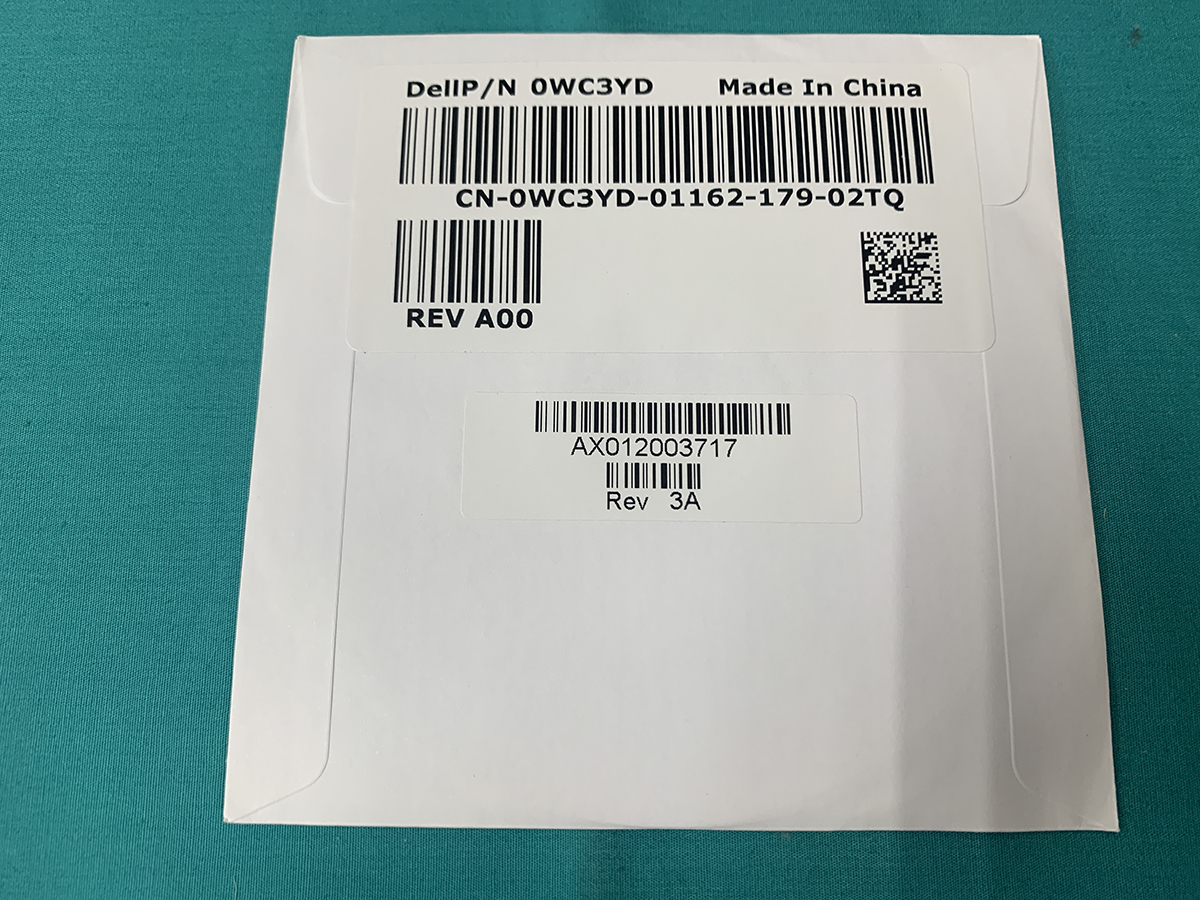 DellP/N 0WC3YD Made In China
CN-0WC3YD-01162-179-02TQ
REV A00
AX012003717
Rev 3A